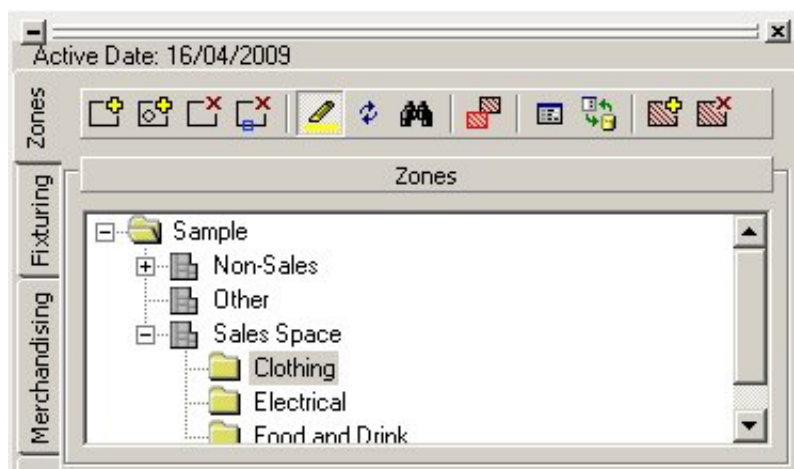 Active Date: 16/04/2009
Zones
Fixturing
Merchandising
Zones
Sample
Non-Sales
Other
Sales Space
Clothing
Electrical
Food and Drink